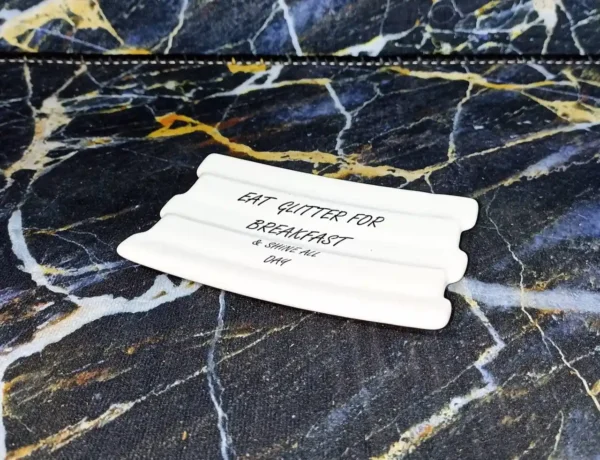 EAT GLITTER FOR
BREAKFAST
& SHINE ALL
DAY